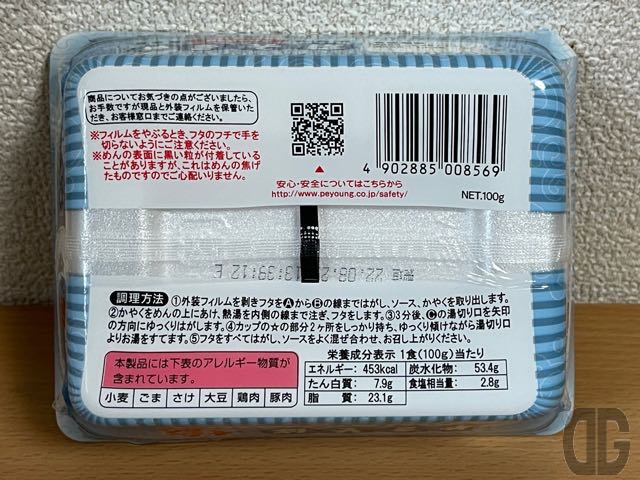 商品についてお気づきの点がございましたら、
お手数ですが現品と外装フィルムを保管いた
だき、お客様窓口までご連絡ください。
※フィルムをやぶるとき、フタのフチで手を
切らないようにご注意ください。
※めんの表面に黒い粒が付着している
ことがありますが、これはめんの焦げ
たものですのでご心配いりません。
▲
安心・安全についてはこちらから
http://www.peyoung.co.jp/safety/
4 902885 008569
NET.100g
調理方法 ①外装フィルムを剥きフタをⒶからⒷの線まではがし、ソース、かやくを取り出します。
②かやくをめんの上にあけ、熱湯を内側の線まで注ぎ、フタをします。③3分後、Ⓒの湯切り口を矢印
の方向にゆっくりはがします。④カップの☆の部分2ヶ所をしっかり持ち、ゆっくり傾けながら湯切り口
よりお湯をすてます。⑤フタをすべてはがし、ソースをよく混ぜ合わせ、お召し上がりください。
本製品には下表のアレルギー物質が
含まれています。
小麦 ごま さけ 大豆 鶏肉 豚肉
栄養成分表示 1食(100g)当たり
エネルギー: 453kcal 炭水化物: 53.4g
たん白質: 7.9g 食塩相当量: 2.8g
脂質: 23.1g
DG